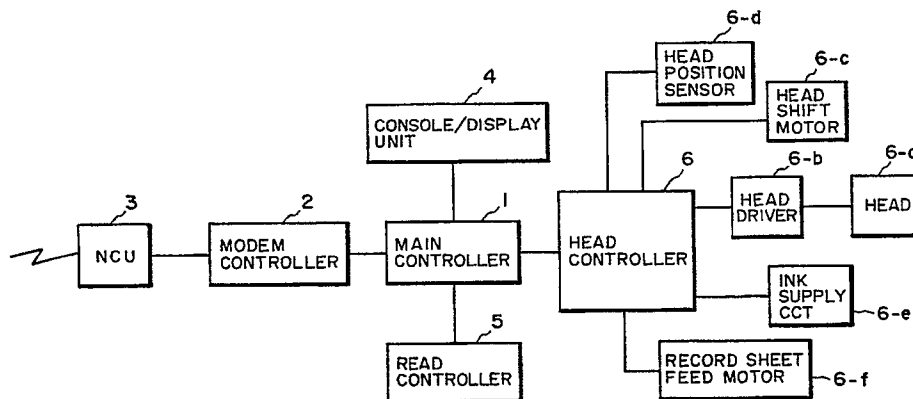 6-d
HEAD
POSITION
SENSOR
6-c
HEAD
SHIFT
MOTOR
4
CONSOLE/DISPLAY
UNIT
6
6-b
HEAD
DRIVER
6-a
HEAD
3
NCU
2
MODEM
CONTROLLER
1
MAIN
CONTROLLER
HEAD
CONTROLLER
INK
SUPPLY
CCT
6-e
5
READ
CONTROLLER
RECORD SHEET
FEED MOTOR
6-f